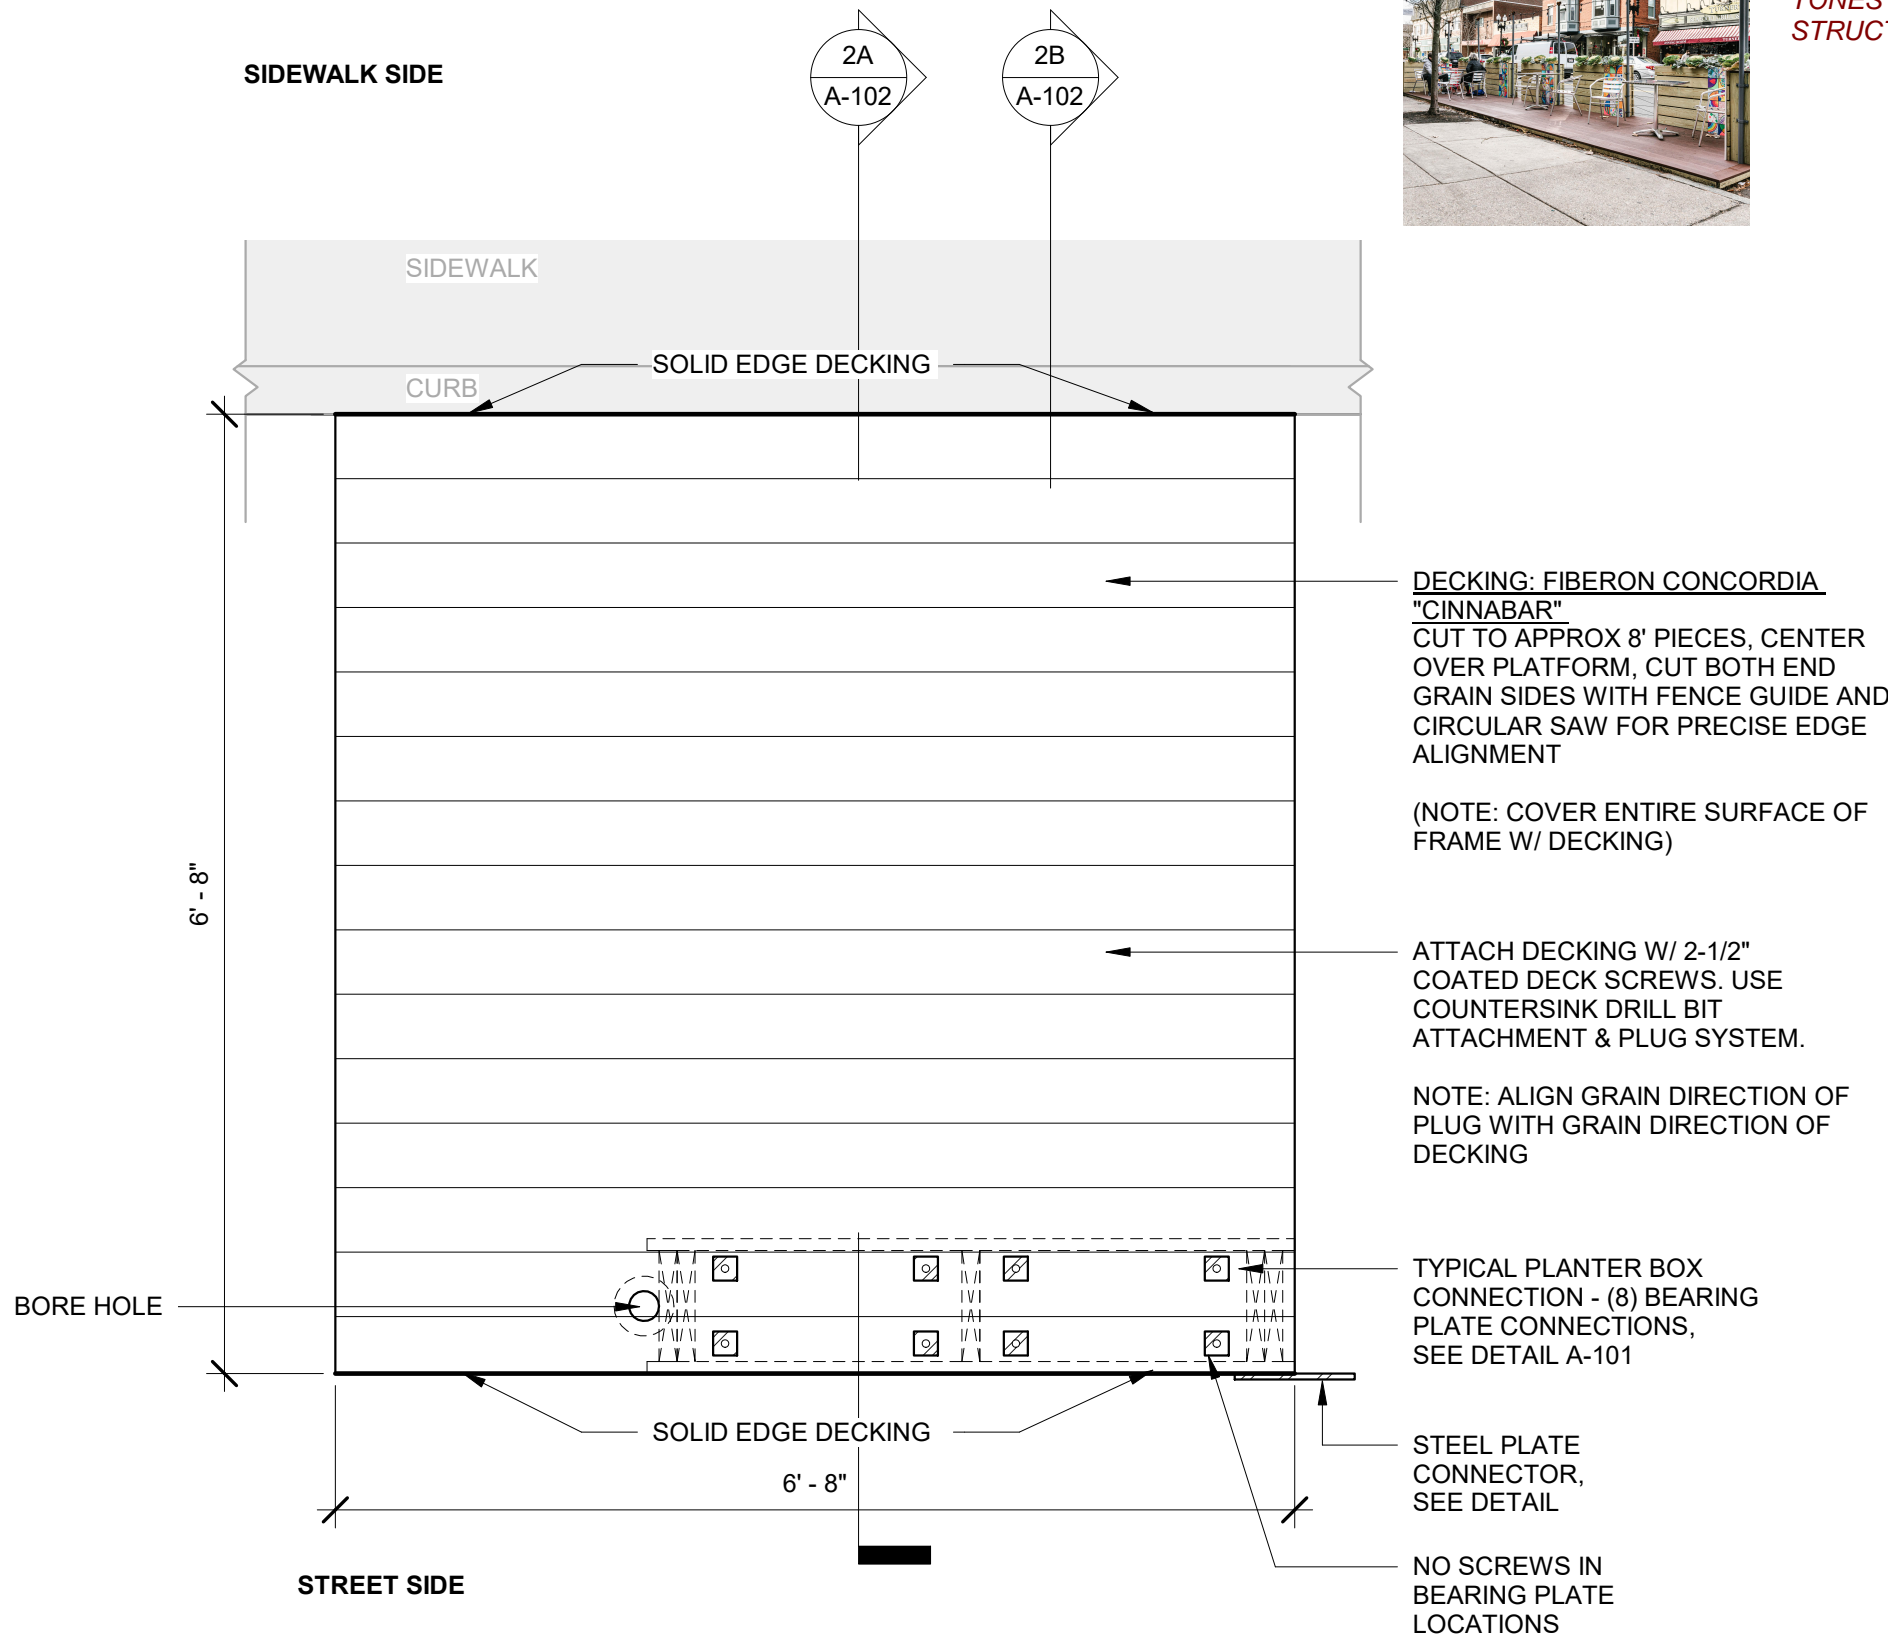 STRUCT
SIDEWALK SIDE
2A
A-102
2B
A-102
SIDEWALK
SOLID EDGE DECKING
CURB
DECKING: FIBERON CONCORDIA
"CINNABAR"
CUT TO APPROX 8' PIECES, CENTER
OVER PLATFORM, CUT BOTH END
GRAIN SIDES WITH FENCE GUIDE AND
CIRCULAR SAW FOR PRECISE EDGE
ALIGNMENT
(NOTE: COVER ENTIRE SURFACE OF
FRAME W/ DECKING)
6' - 8"
ATTACH DECKING W/ 2-1/2"
COATED DECK SCREWS. USE
COUNTERSINK DRILL BIT
ATTACHMENT & PLUG SYSTEM.
NOTE: ALIGN GRAIN DIRECTION OF
PLUG WITH GRAIN DIRECTION OF
DECKING
BORE HOLE
TYPICAL PLANTER BOX
CONNECTION - (8) BEARING
PLATE CONNECTIONS,
SEE DETAIL A-101
SOLID EDGE DECKING
6' - 8"
STEEL PLATE
CONNECTOR,
SEE DETAIL
STREET SIDE
NO SCREWS IN
BEARING PLATE
LOCATIONS